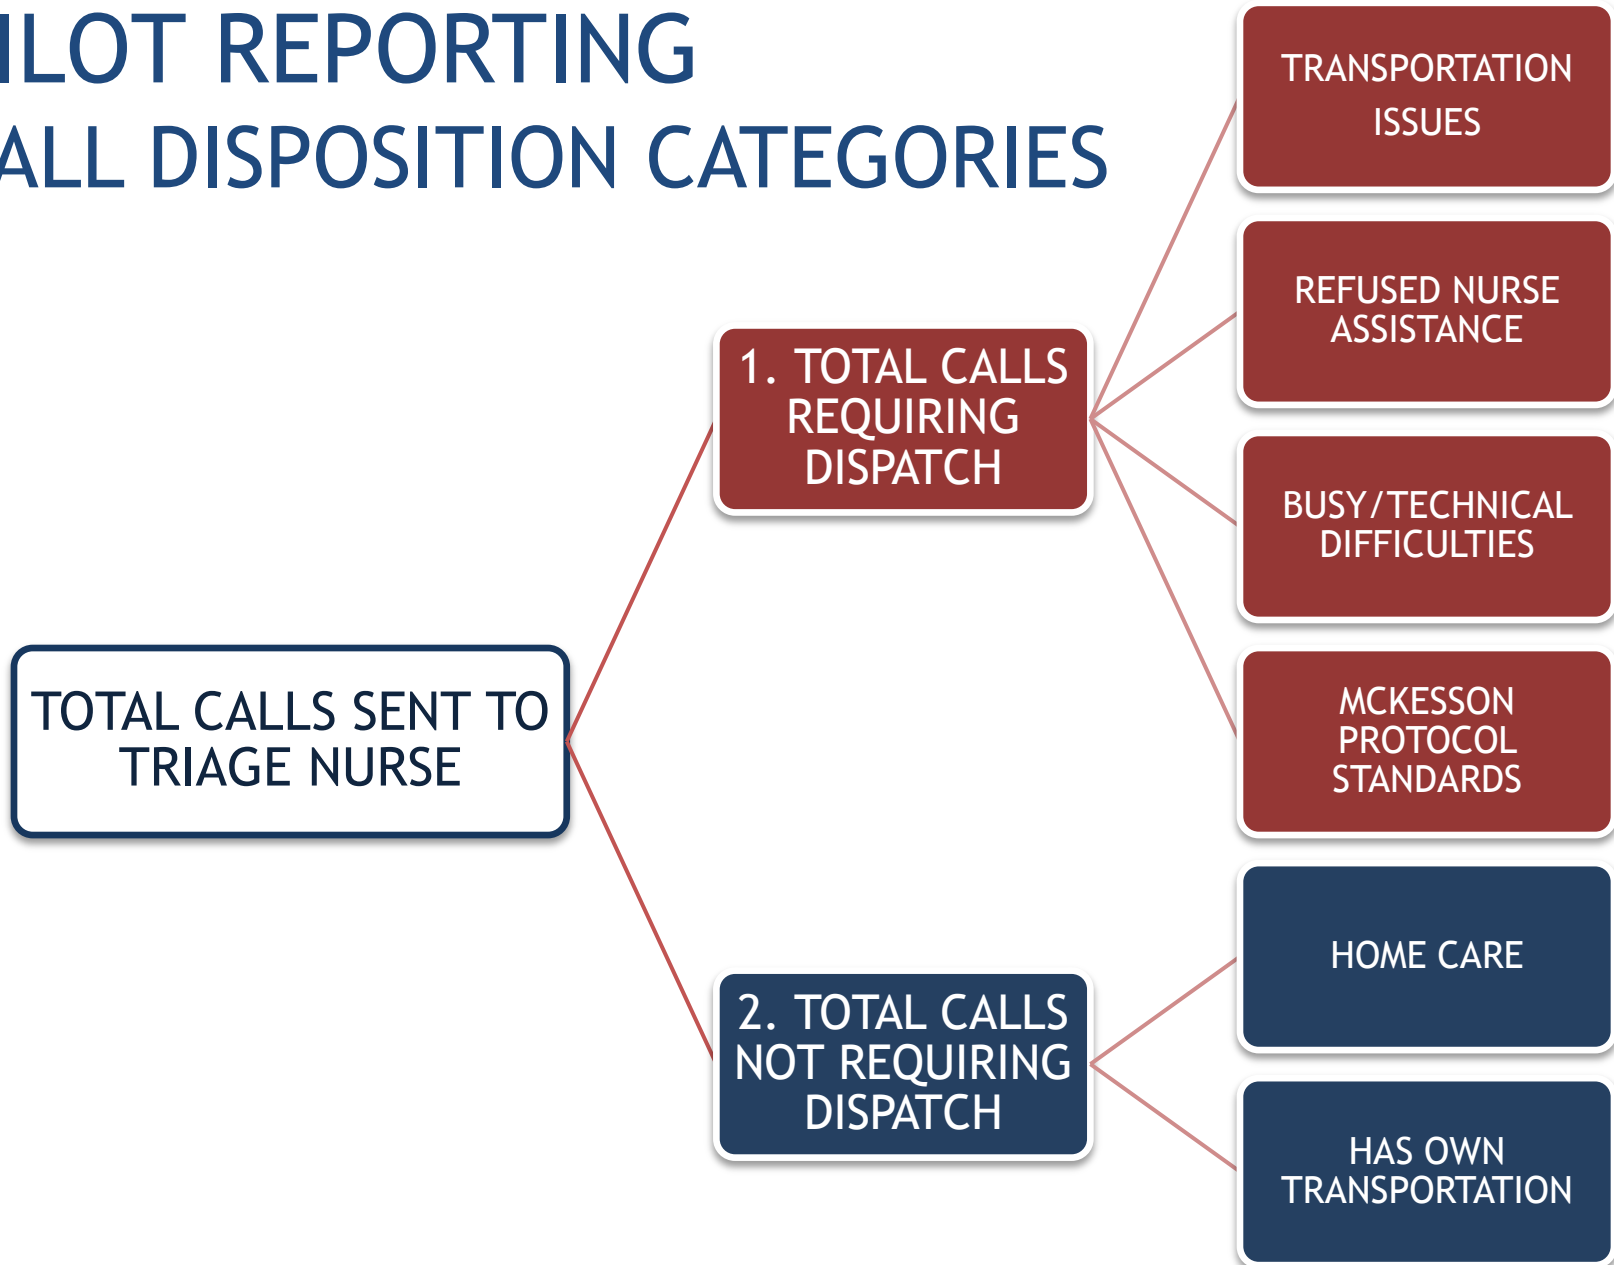 ILOT REPORTING
ALL DISPOSITION CATEGORIES
TRANSPORTATION
ISSUES
REFUSED NURSE
ASSISTANCE
1. TOTAL CALLS
REQUIRING
DISPATCH
BUSY/TECHNICAL
DIFFICULTIES
TOTAL CALLS SENT TO
TRIAGE NURSE
MCKESSON
PROTOCOL
STANDARDS
HOME CARE
2. TOTAL CALLS
NOT REQUIRING
DISPATCH
HAS OWN
TRANSPORTATION